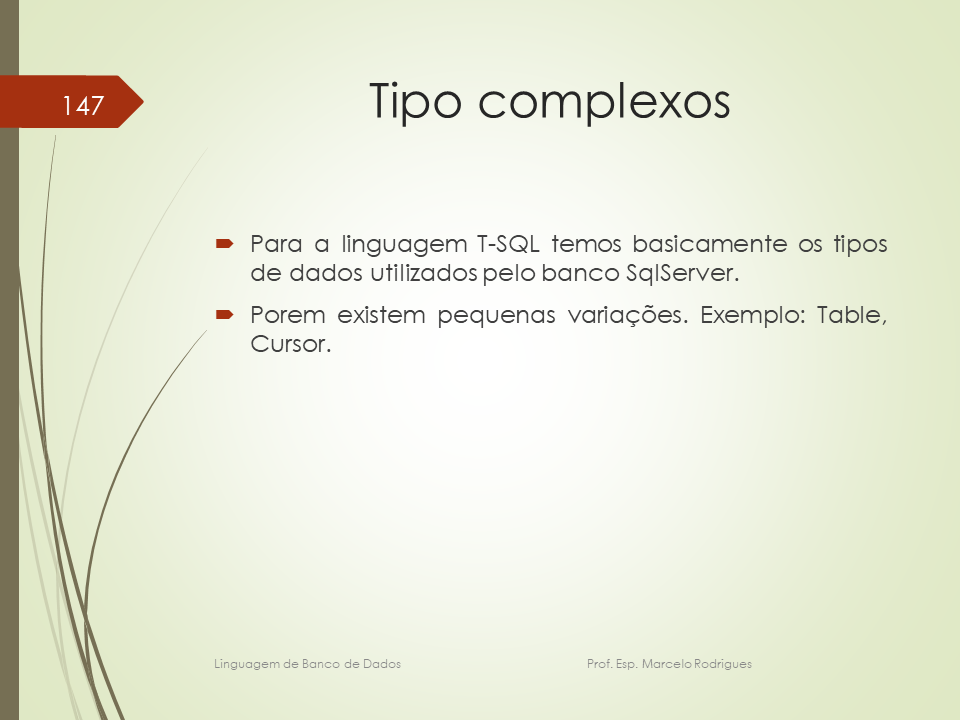 147
Tipo complexos
Para a linguagem T-SQL temos basicamente os tipos
de dados utilizados pelo banco SqlServer.
Porem existem pequenas variações. Exemplo: Table,
Cursor.
Linguagem de Banco de Dados
Prof. Esp. Marcelo Rodrigues